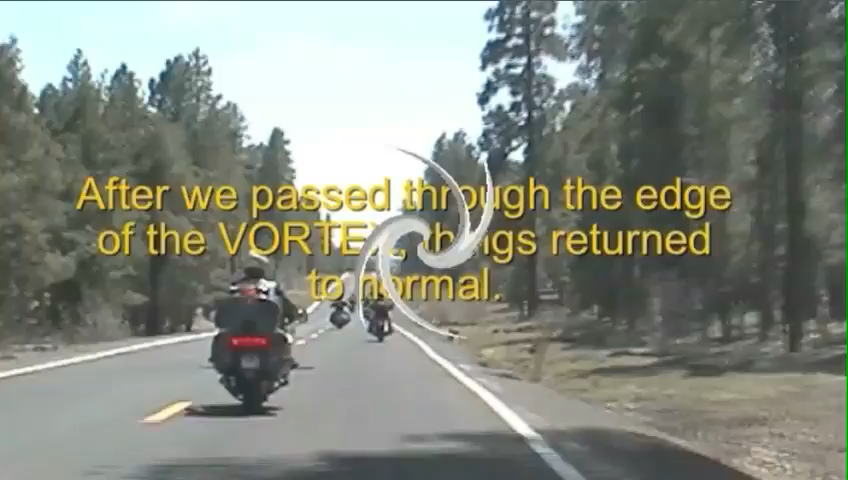 After we passed through the edge
of the VORTEX, things returned
to normal.